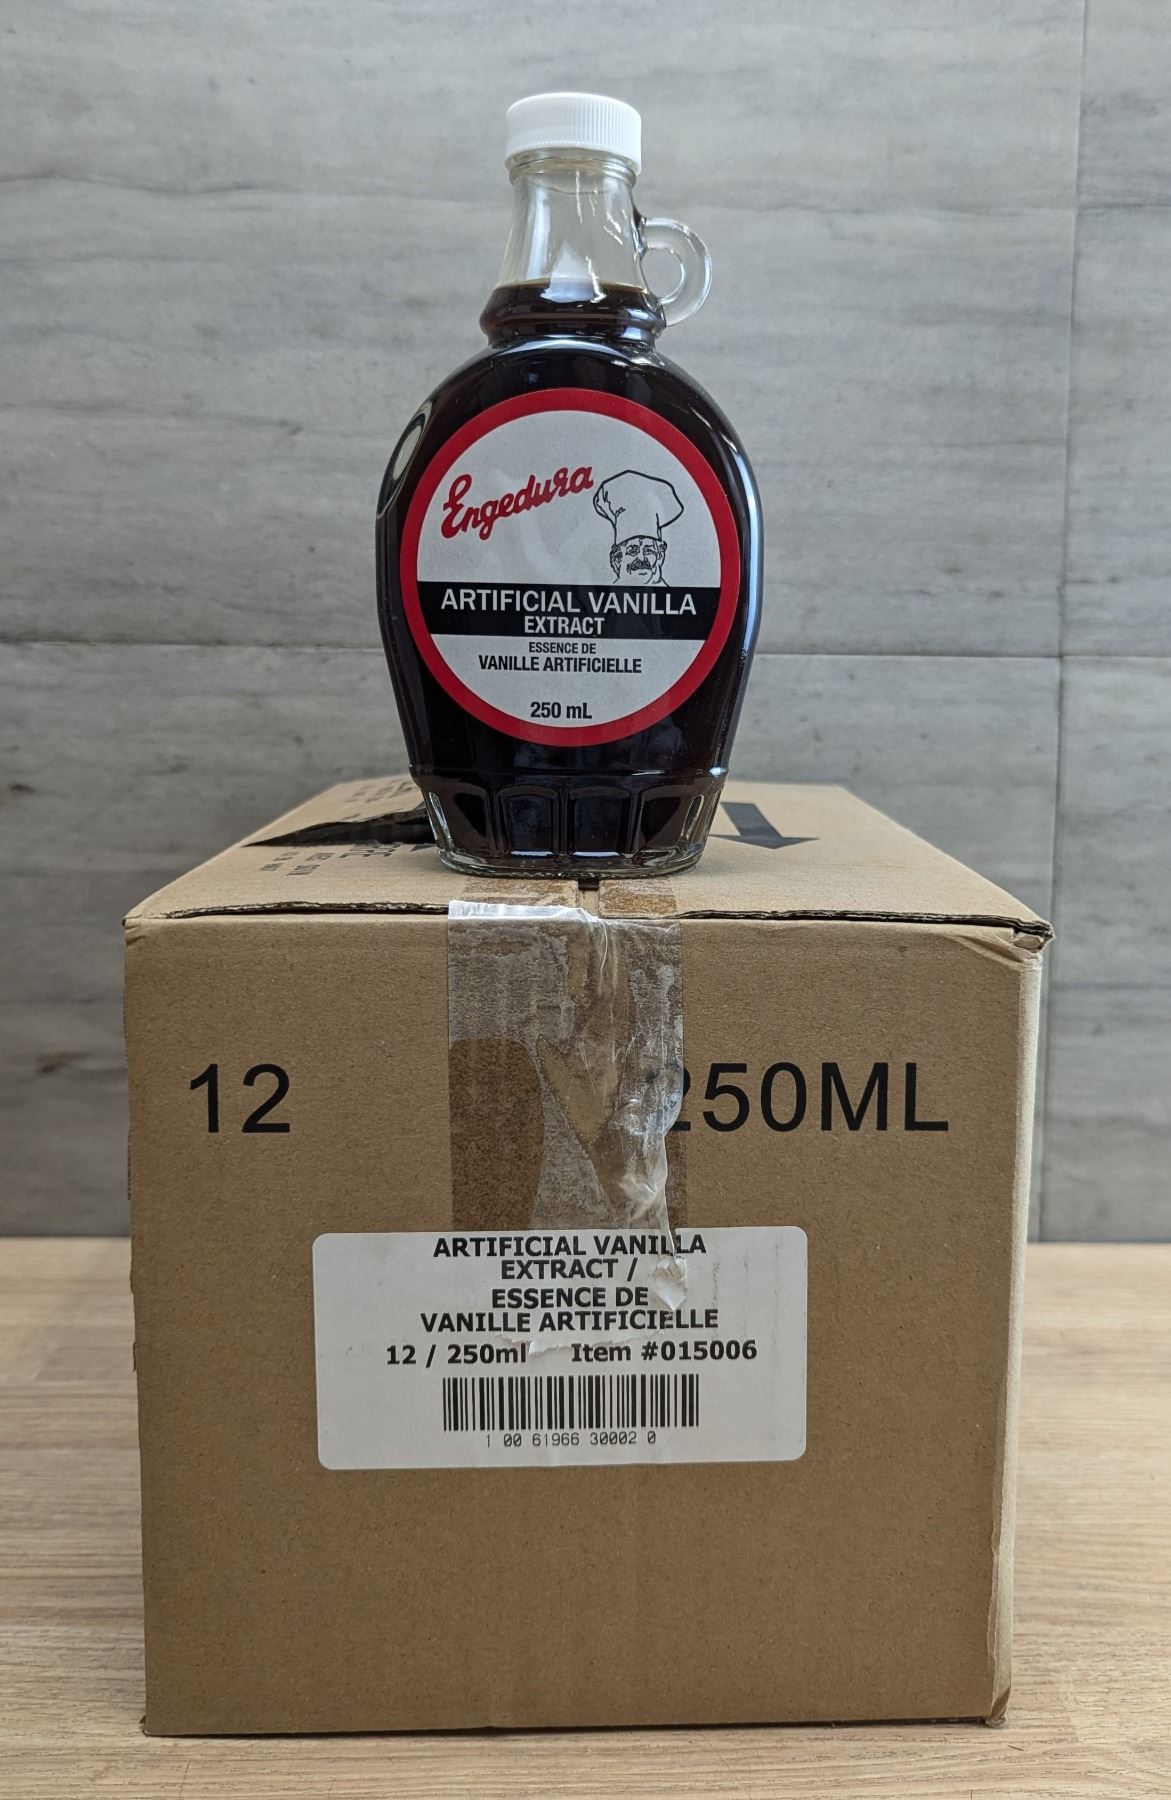 Engedura
ARTIFICIAL VANILLA
EXTRACT
ESSENCE DE
VANILLE ARTIFICIELLE
250 mL
12
250ML
ARTIFICIAL VANILLA
EXTRACT /
ESSENCE DE
VANILLE ARTIFICIELLE
12 / 250ml Item #015006
1 00 61966 30002 0